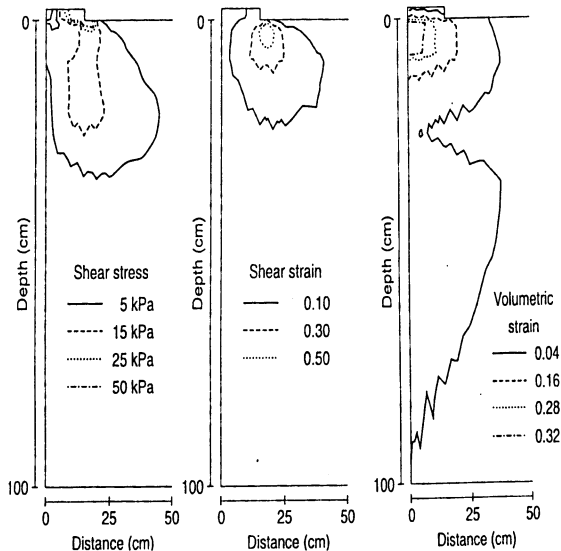 0
Depth (cm)
100
Shear stress
5 kPa
15 kPa
25 kPa
50 kPa
0 25 50
Distance (cm)
0
Depth (cm)
100
Shear strain
0.10
0.30
0.50
0 25 50
Distance (cm)
0
Depth (cm)
100
Volumetric
strain
0.04
0.16
0.28
0.32
0 25 50
Distance (cm)